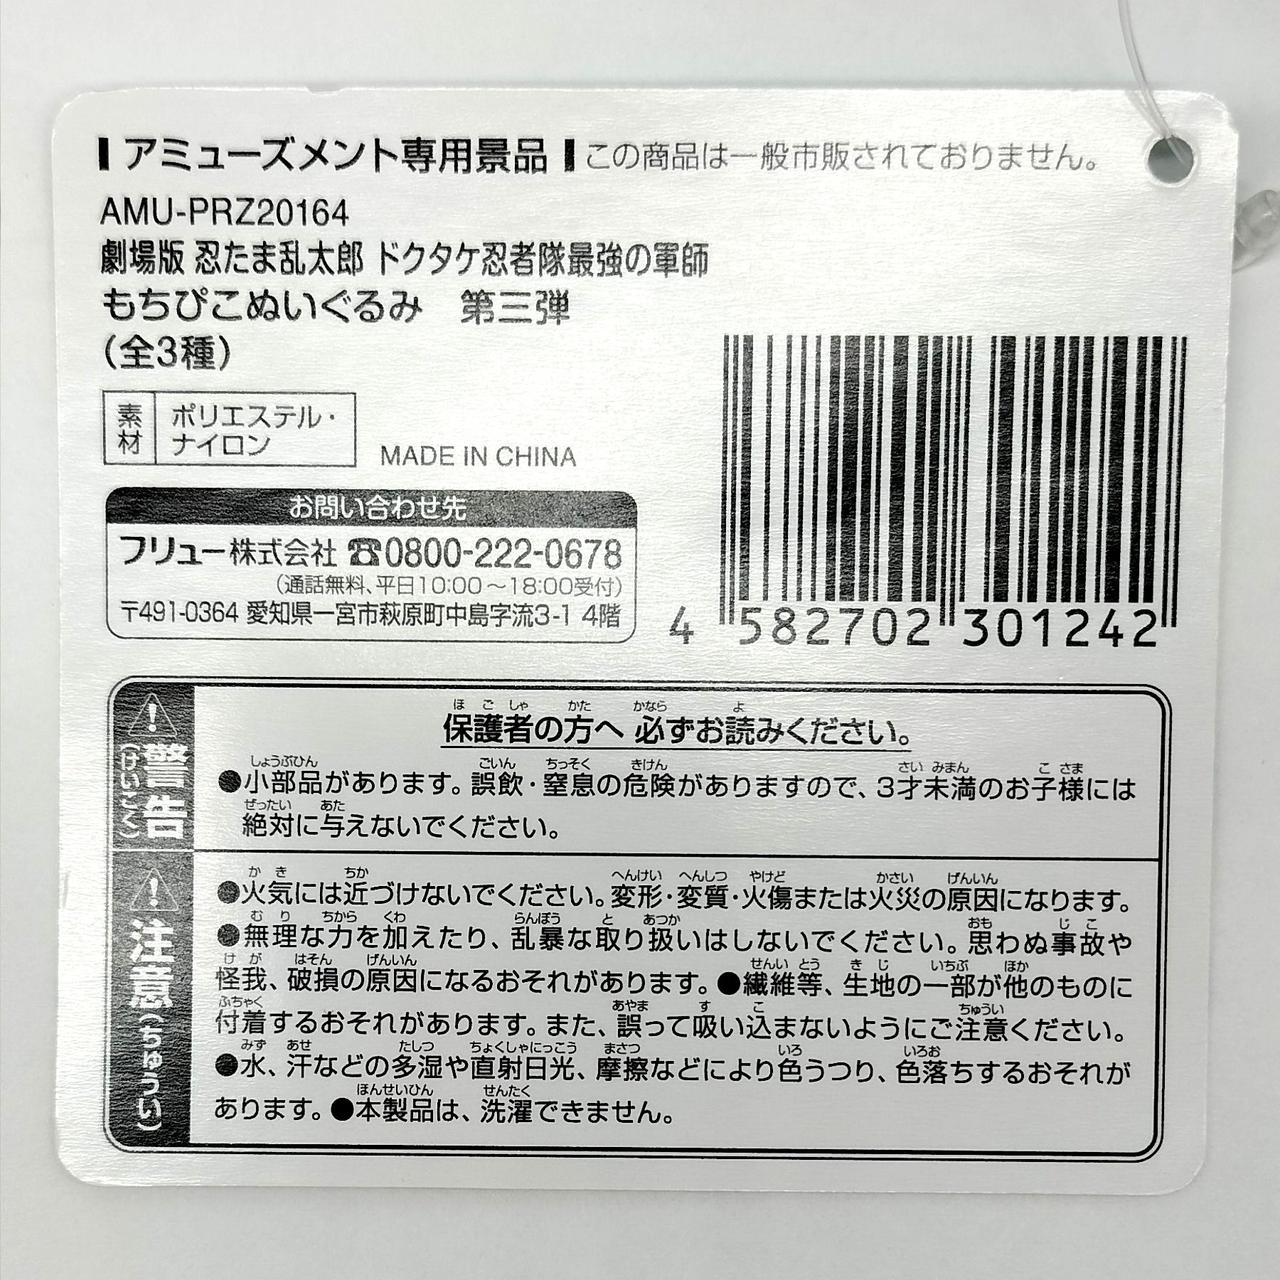 アミューズメント専用景品 この商品は一般市販されておりません。
AMU-PRZ20164
劇場版 忍たま乱太郎 ドクタケ忍者隊最強の軍師
もちぴこぬいぐるみ 第三弾
(全3種)
素材 ポリエステル・
ナイロン
MADE IN CHINA
お問い合わせ先
フリュー株式会社 ☎0800-222-0678
(通話無料、平日10:00〜18:00受付)
〒491-0364 愛知県一宮市萩原町中島字流3-1 4階
4 582702 301242
警告(けいこく)
保護者の方へ 必ずお読みください。
●小部品があります。誤飲・窒息の危険がありますので、3才未満のお子様には
絶対に与えないでください。
注意(ちゅうい)
●火気には近づけないでください。変形・変質・火傷または火災の原因になります。
●無理な力を加えたり、乱暴な取り扱いはしないでください。思わぬ事故や
怪我、破損の原因になるおそれがあります。●繊維等、生地の一部が他のものに
付着するおそれがあります。また、誤って吸い込まないようにご注意ください。
●水、汗などの多湿や直射日光、摩擦などにより色うつり、色落ちするおそれが
あります。●本製品は、洗濯できません。